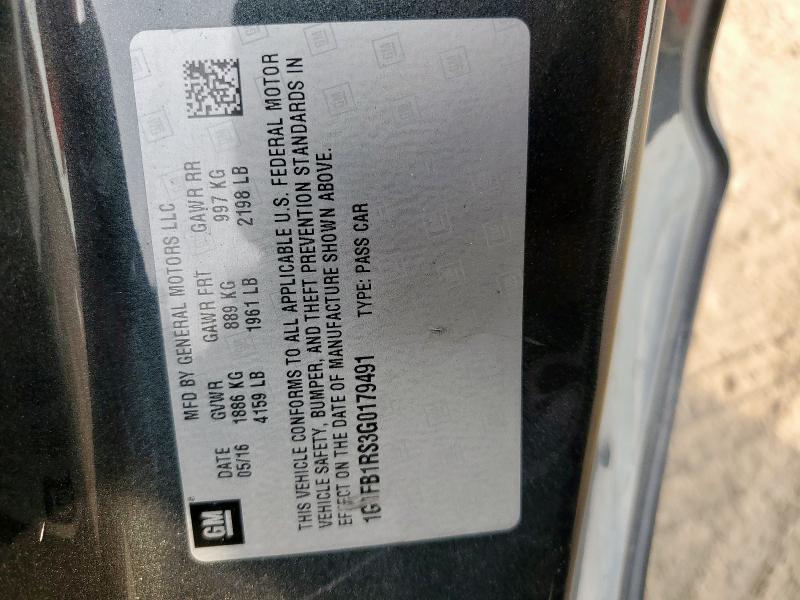 GM
MFD BY GENERAL MOTORS LLC
DATE GVWR GAWR FRT GAWR RR
05/16 1886 KG 889 KG 997 KG
4159 LB 1961 LB 2198 LB
THIS VEHICLE CONFORMS TO ALL APPLICABLE U.S. FEDERAL MOTOR
VEHICLE SAFETY, BUMPER, AND THEFT PREVENTION STANDARDS IN
EFFECT ON THE DATE OF MANUFACTURE SHOWN ABOVE.
1G1FB1RS3G0179491 TYPE: PASS CAR